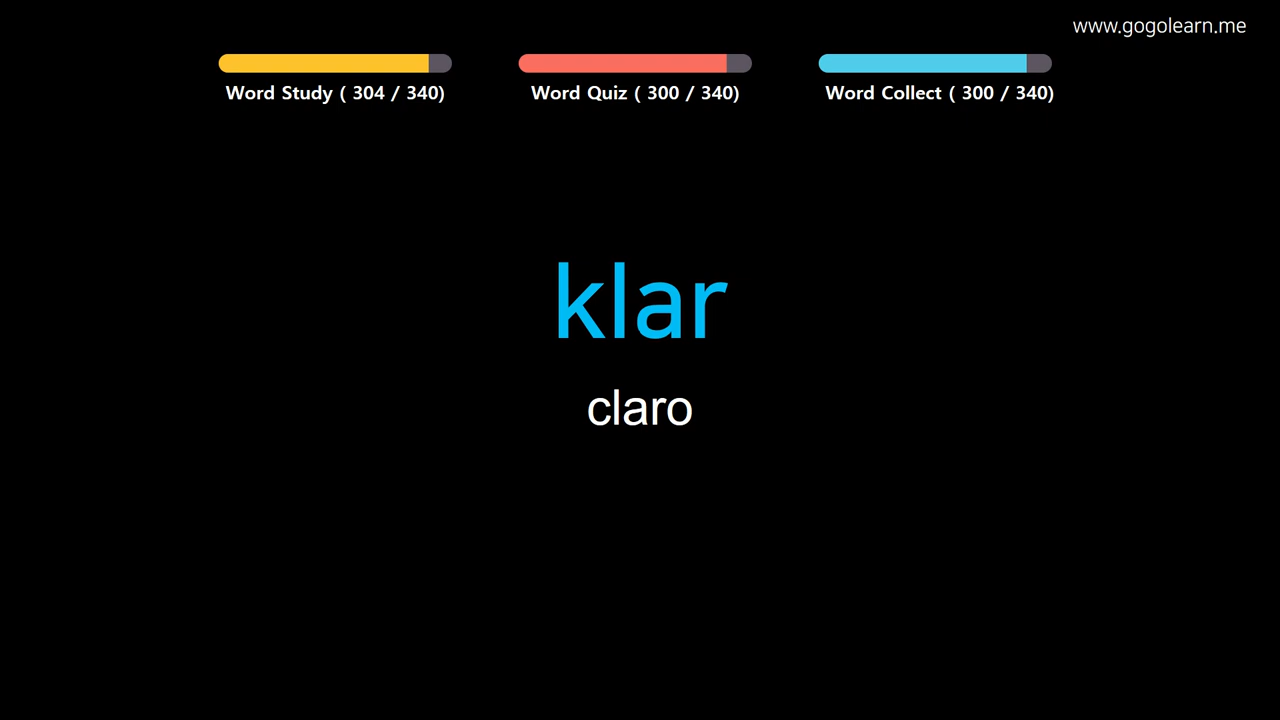 www.gogolearn.me
Word Study ( 304 / 340)
Word Quiz ( 300 / 340)
Word Collect ( 300 / 340)
klar
claro